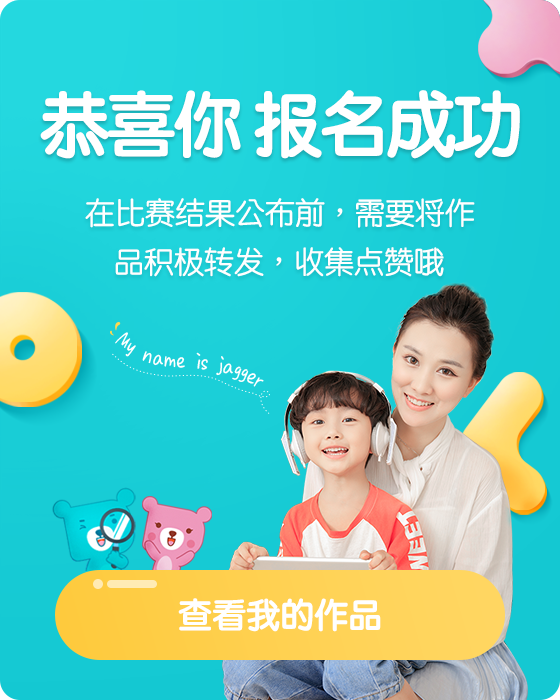 恭喜你 报名成功
在比赛结果公布前，需要将作
品积极转发，收集点赞哦
My name is jagger
查看我的作品